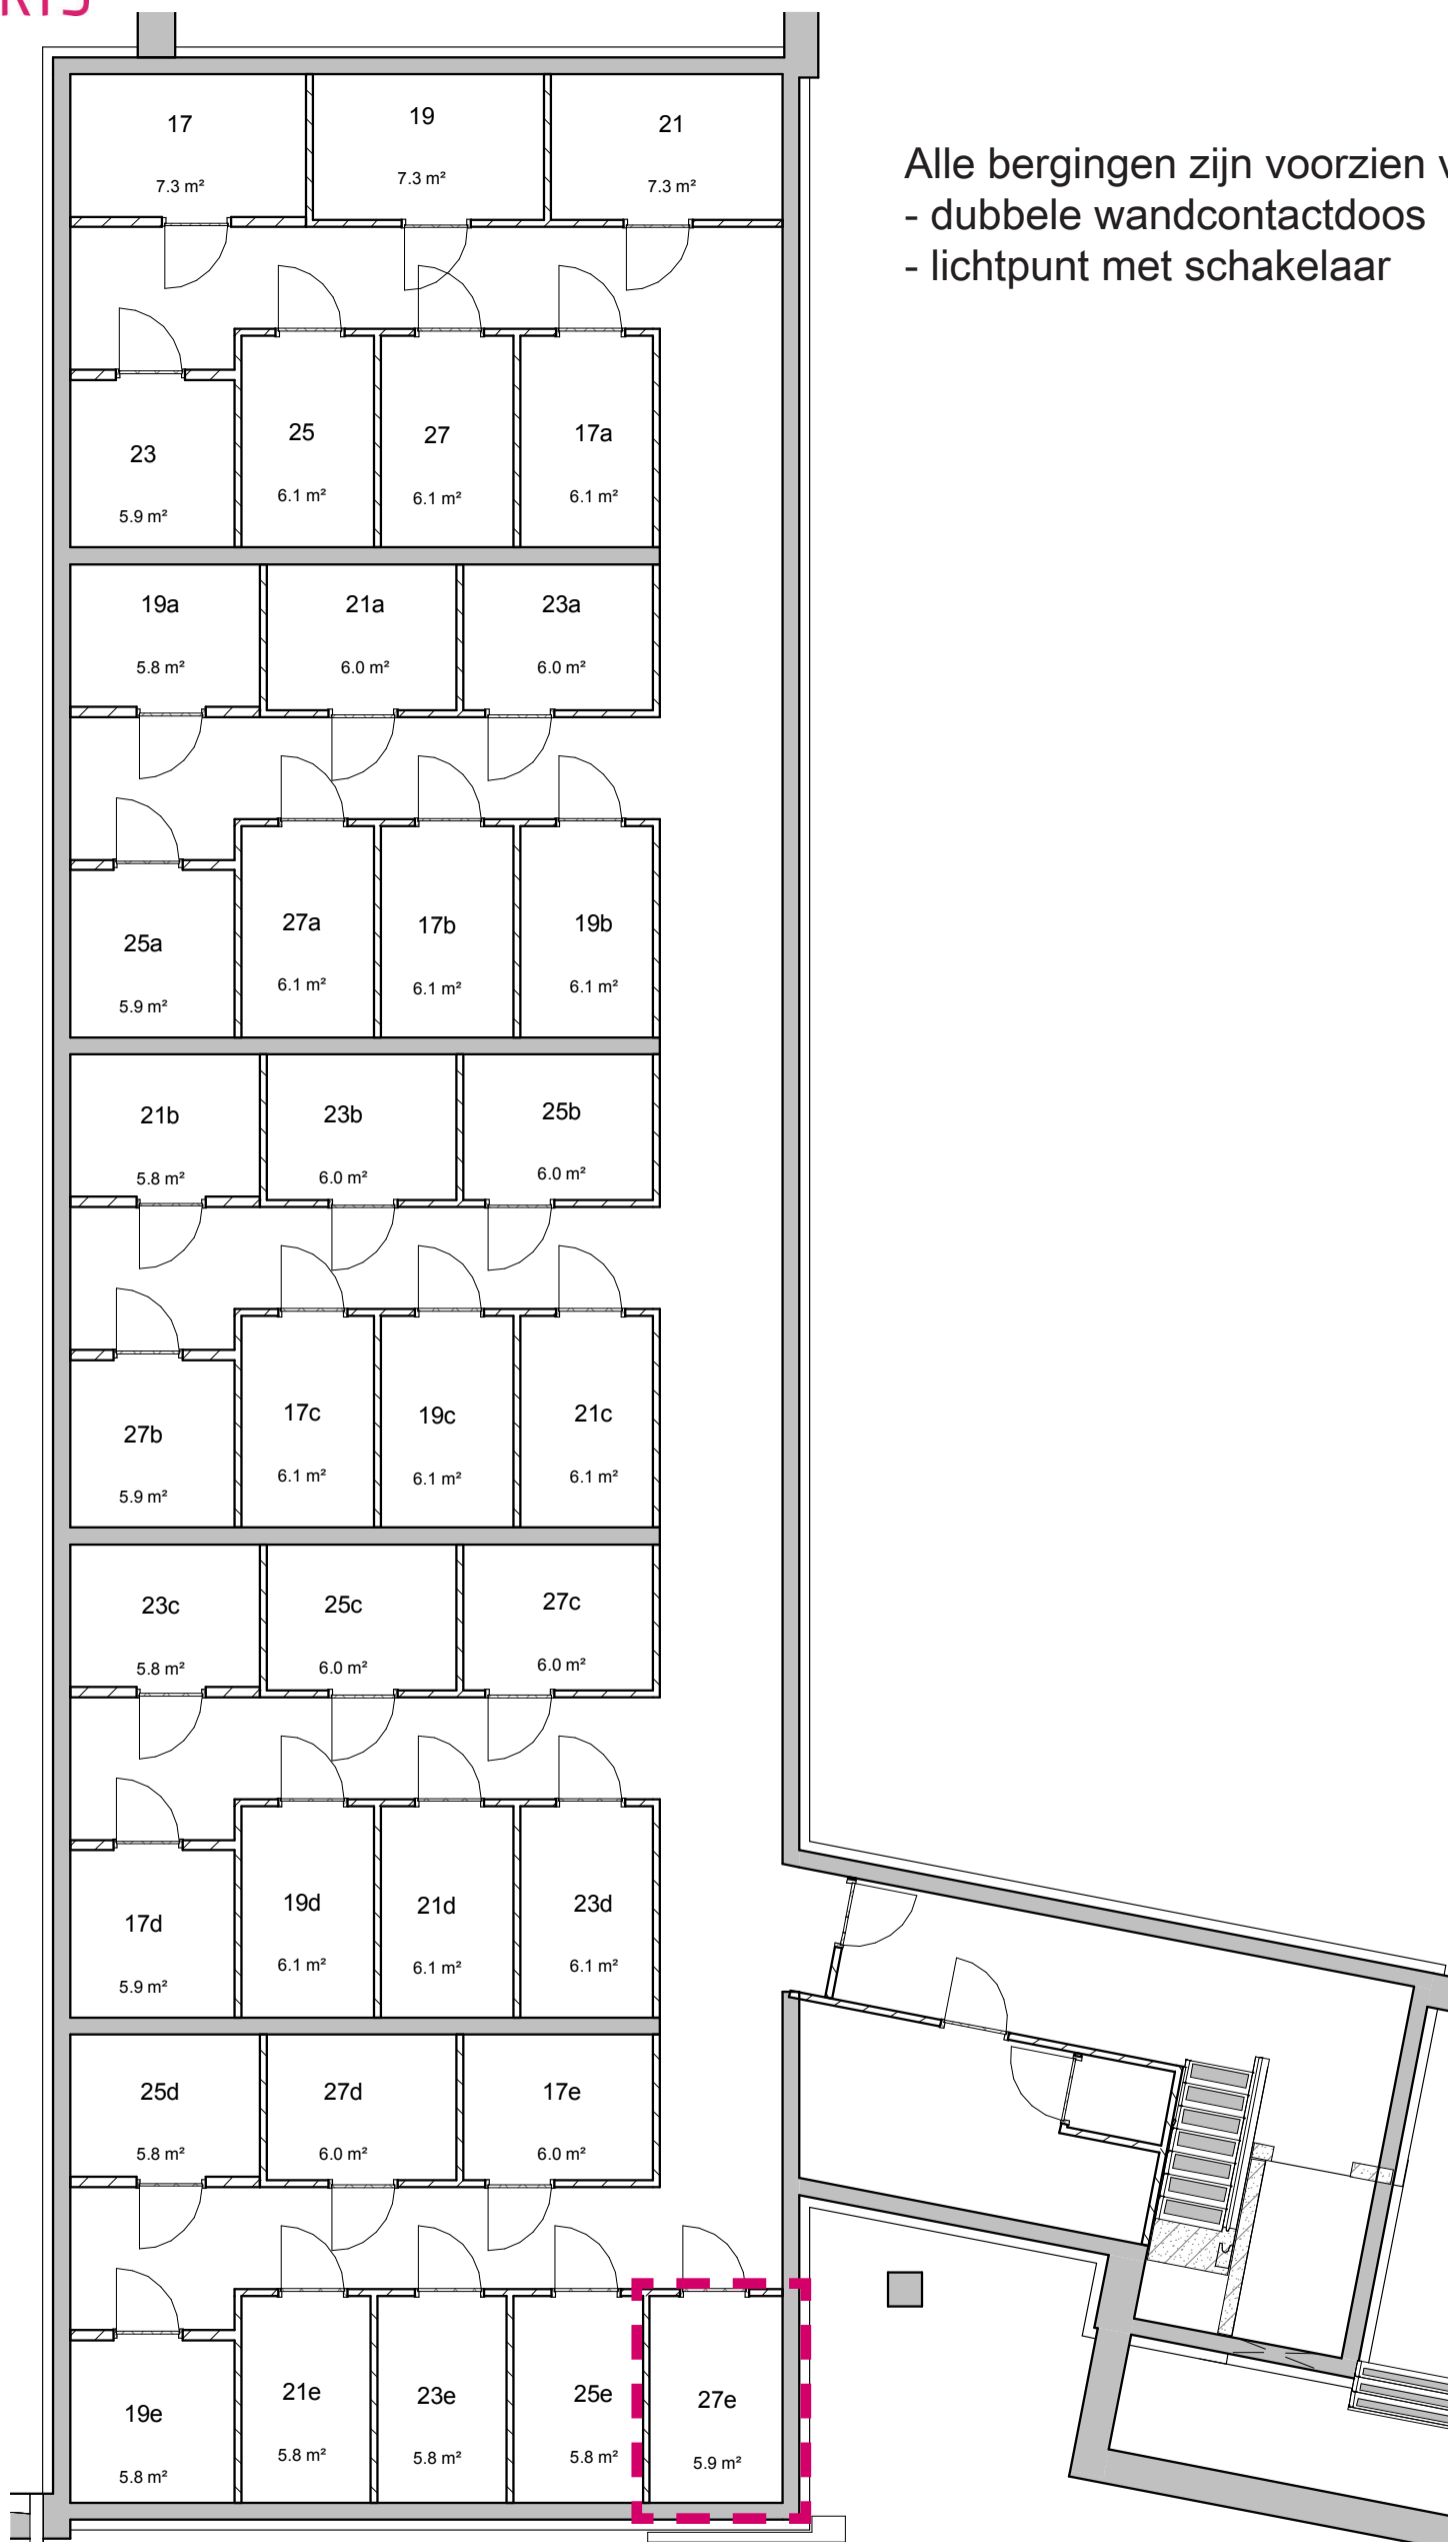 Alle bergingen zijn voorzien
- dubbele wandcontactdoos
- lichtpunt met schakelaar
17 19 21
7.3 m² 7.3 m² 7.3 m²
23 25 27 17a
5.9 m² 6.1 m² 6.1 m² 6.1 m²
19a 21a 23a
5.8 m² 6.0 m² 6.0 m²
25a 27a 17b 19b
5.9 m² 6.1 m² 6.1 m² 6.1 m²
21b 23b 25b
5.8 m² 6.0 m² 6.0 m²
27b 17c 19c 21c
5.9 m² 6.1 m² 6.1 m² 6.1 m²
23c 25c 27c
5.8 m² 6.0 m² 6.0 m²
17d 19d 21d 23d
5.9 m² 6.1 m² 6.1 m² 6.1 m²
25d 27d 17e
5.8 m² 6.0 m² 6.0 m²
19e 21e 23e 25e 27e
5.8 m² 5.8 m² 5.8 m² 5.8 m² 5.9 m²